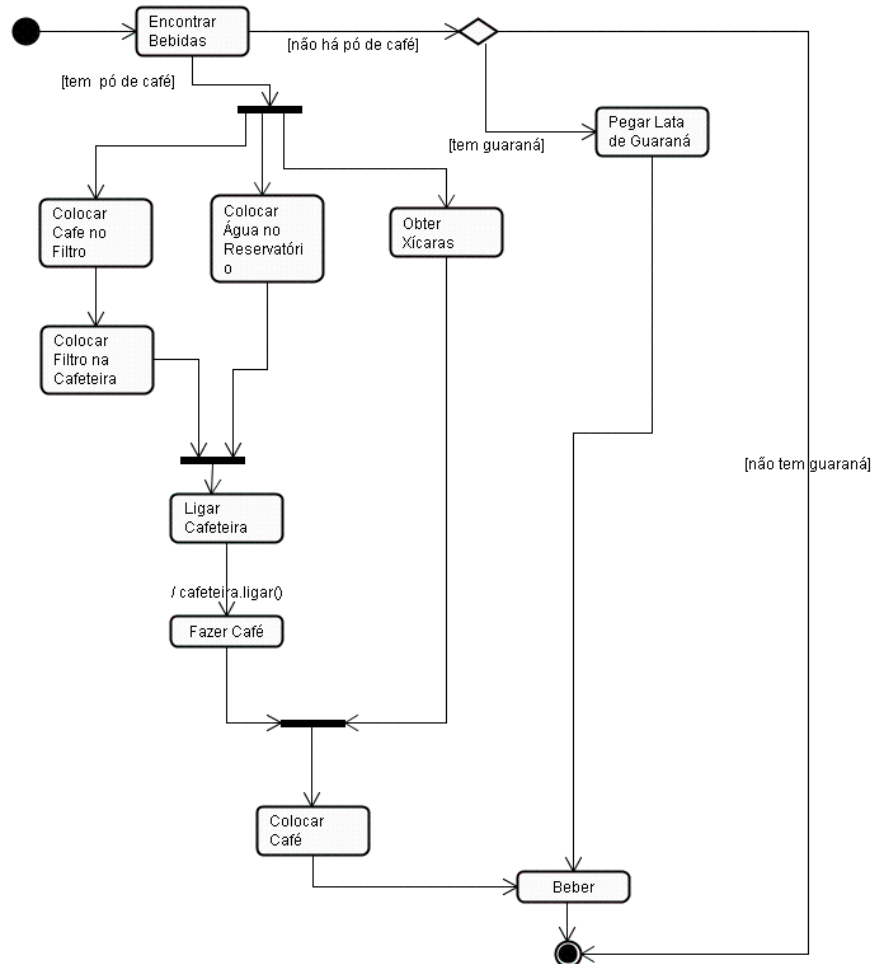 Encontrar
Bebidas
[não há pó de café]
[tem pó de café]
Pegar Lata
de Guaraná
[tem guaraná]
Colocar
Cafe no
Filtro
Colocar
Água no
Reservatóri
o
Obter
Xícaras
Colocar
Filtro na
Cafeteira
[não tem guaraná]
Ligar
Cafeteira
/ cafeteira.ligar()
Fazer Café
Colocar
Café
Beber